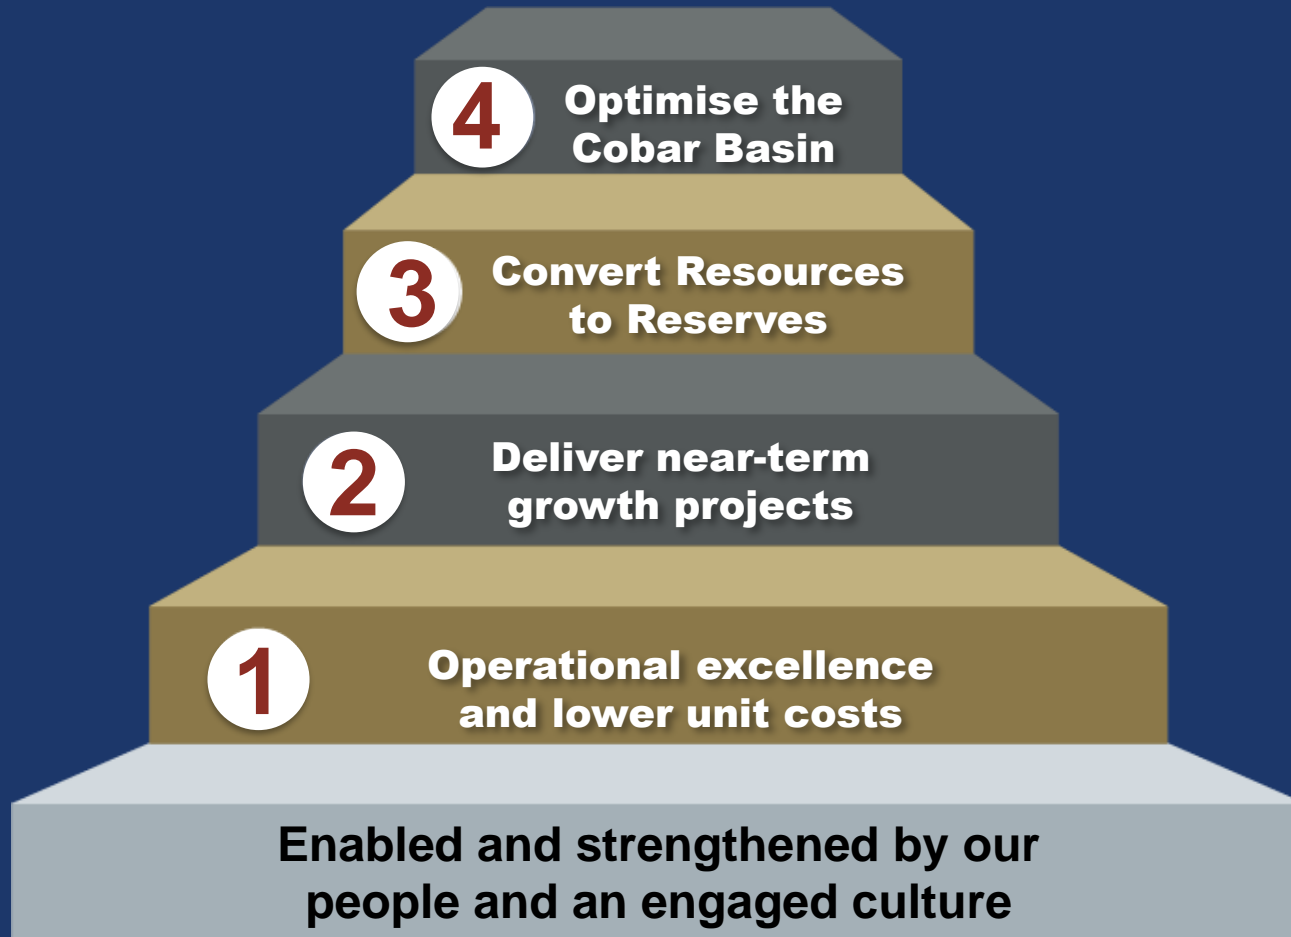 4
Optimise the
Cobar Basin
3
Convert Resources
to Reserves
2
Deliver near-term
growth projects
1
Operational excellence
and lower unit costs
Enabled and strengthened by our
people and an engaged culture